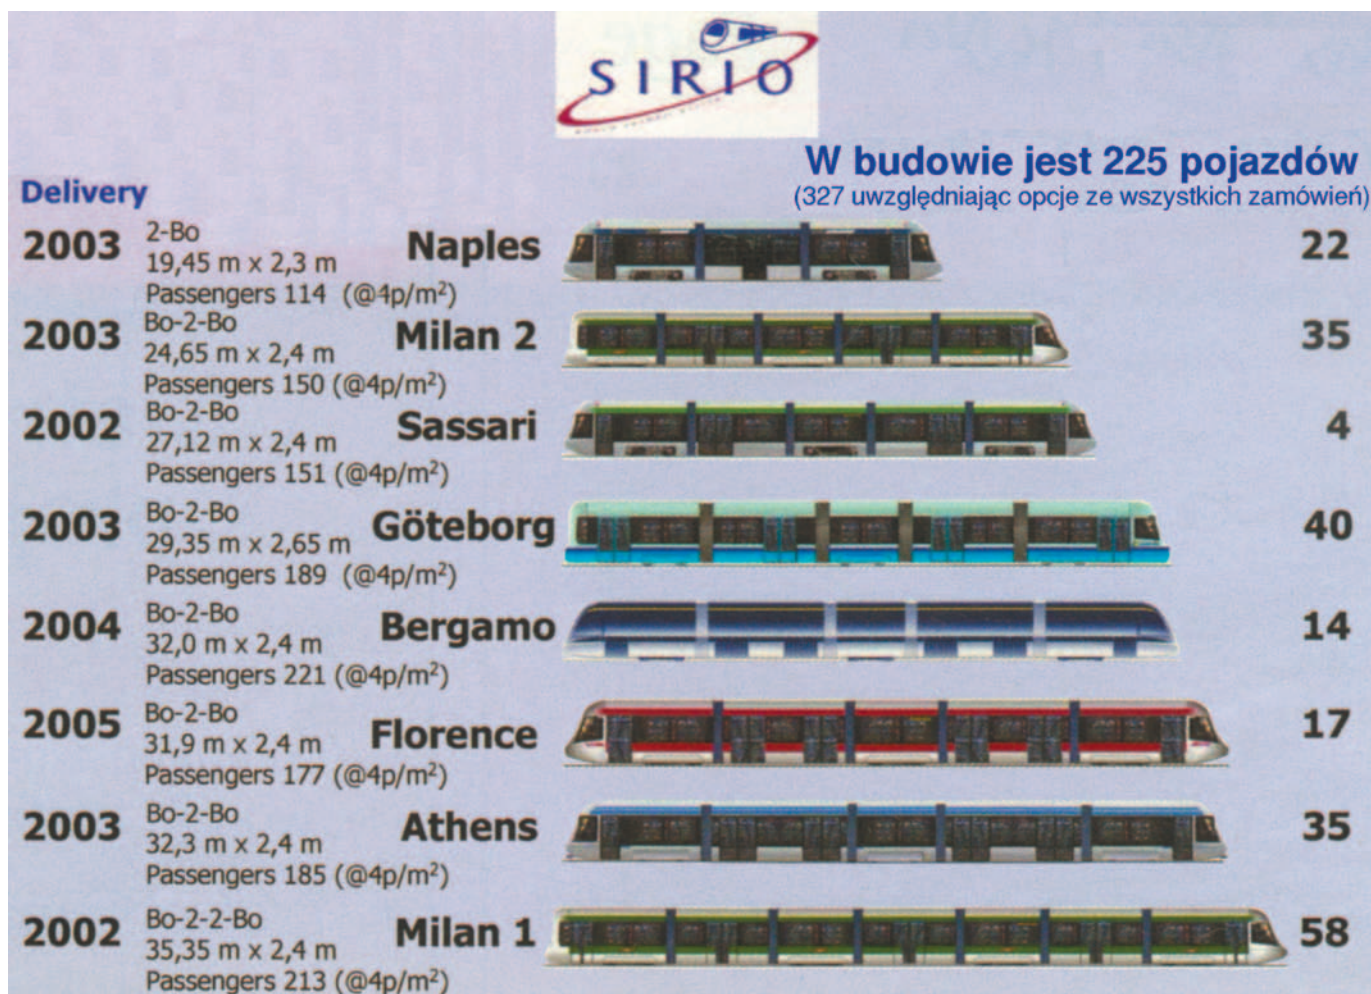 SIRIO
W budowie jest 225 pojazdów
(327 uwzględniając opcje ze wszystkich zamówień)
Delivery
2003 2-Bo Naples 22
19,45 m x 2,3 m
Passengers 114 (@4p/m²)
2003 Bo-2-Bo Milan 2 35
24,65 m x 2,4 m
Passengers 150 (@4p/m²)
2002 Bo-2-Bo Sassari 4
27,12 m x 2,4 m
Passengers 151 (@4p/m²)
2003 Bo-2-Bo Göteborg 40
29,35 m x 2,65 m
Passengers 189 (@4p/m²)
2004 Bo-2-Bo Bergamo 14
32,0 m x 2,4 m
Passengers 221 (@4p/m²)
2005 Bo-2-Bo Florence 17
31,9 m x 2,4 m
Passengers 177 (@4p/m²)
2003 Bo-2-Bo Athens 35
32,3 m x 2,4 m
Passengers 185 (@4p/m²)
2002 Bo-2-2-Bo Milan 1 58
35,35 m x 2,4 m
Passengers 213 (@4p/m²)